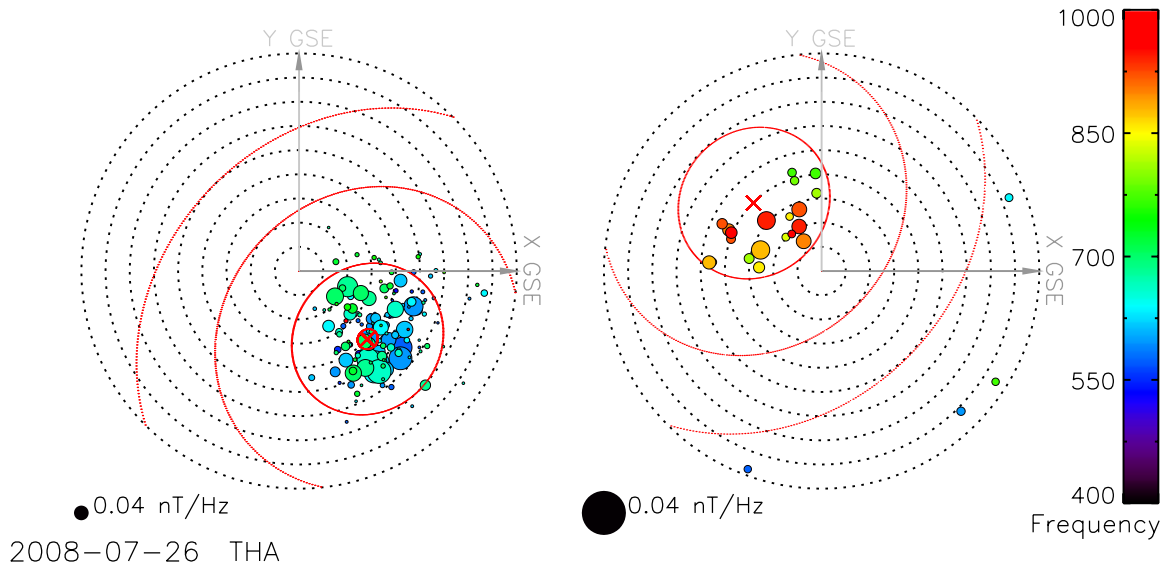 Y GSE
X GSE
0.04 nT/Hz
2008-07-26 THA
Y GSE
X GSE
0.04 nT/Hz
1000
850
700
550
400
Frequency